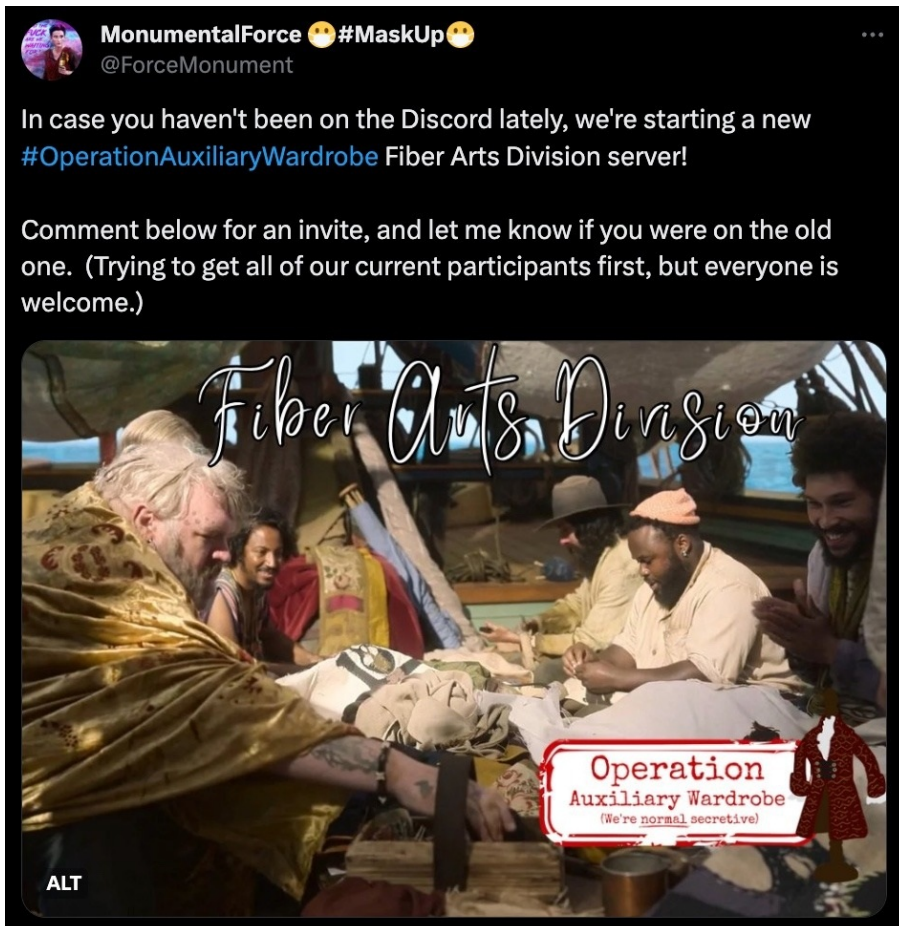 MonumentalForce 😷#MaskUp😷
@ForceMonument
In case you haven't been on the Discord lately, we're starting a new
#OperationAuxiliaryWardrobe Fiber Arts Division server!
Comment below for an invite, and let me know if you were on the old
one. (Trying to get all of our current participants first, but everyone is
welcome.)
Fiber Arts Division
Operation
Auxiliary Wardrobe
(We're normal secretive)
ALT